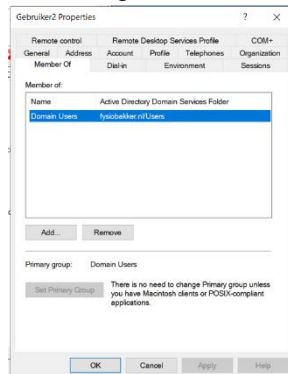 Gebruiker2 Properties ? ×
Remote control Remote Desktop Services Profile COM+
General Address Account Profile Telephones Organization
Member Of Dial-in Environment Sessions
Member of:
Name Active Directory Domain Services Folder
Domain Users fysiobakker.nl/Users
Add... Remove
Primary group: Domain Users
Set Primary Group There is no need to change Primary group unless
you have Macintosh clients or POSIX-compliant
applications.
OK Cancel Apply Help